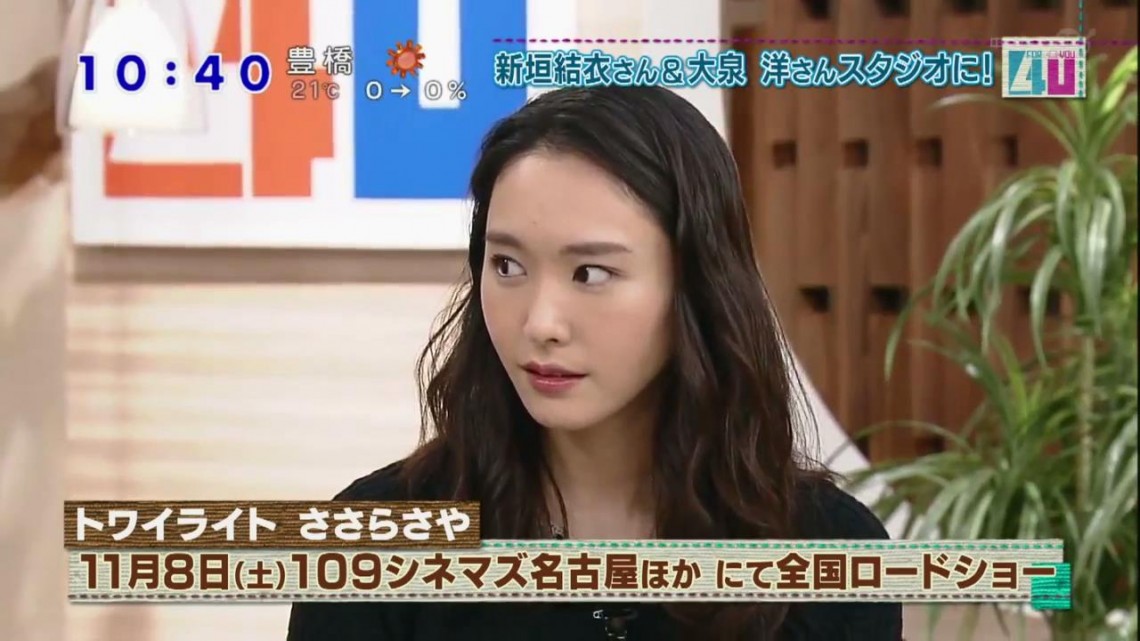 10:40
豊橋
21℃ 0→0%
新垣結衣さん&大泉 洋さんスタジオに!
FOR YOU
4U
4U
トワイライト ささらさや
11月8日(土)109シネマズ名古屋ほか にて全国ロードショー